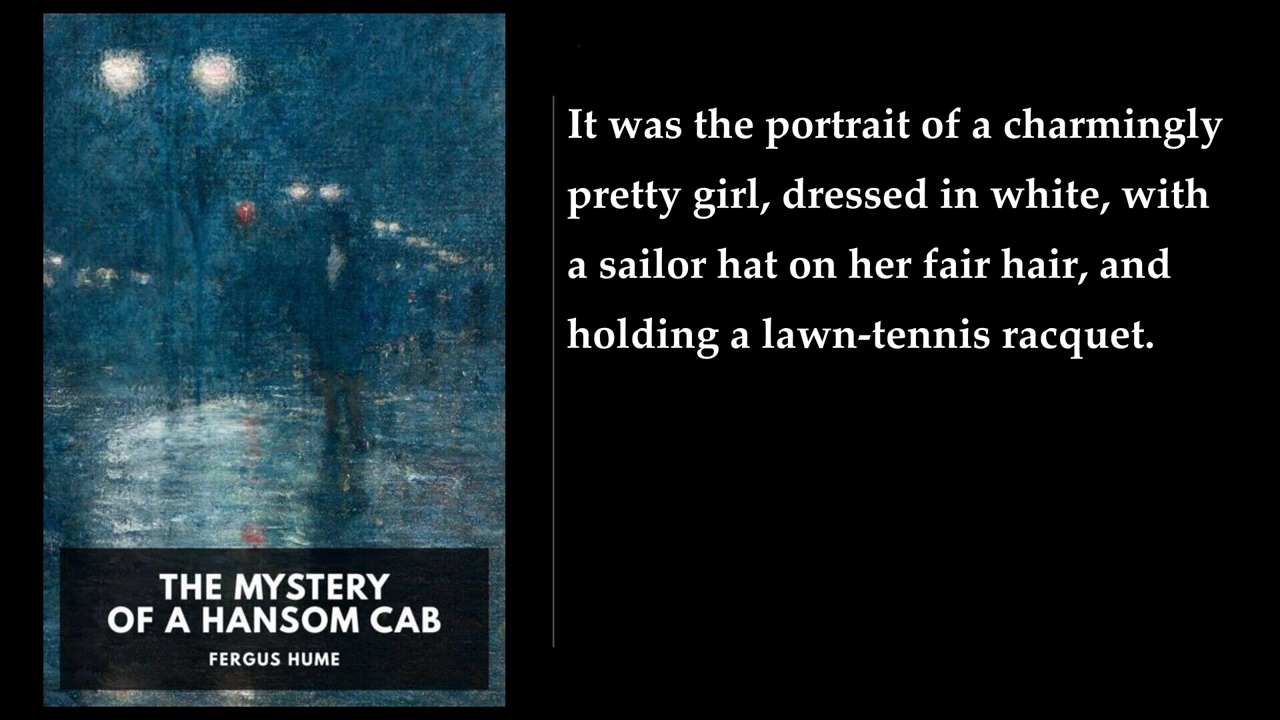 It was the portrait of a charmingly
pretty girl, dressed in white, with
a sailor hat on her fair hair, and
holding a lawn-tennis racquet.
THE MYSTERY
OF A HANSOM CAB
FERGUS HUME